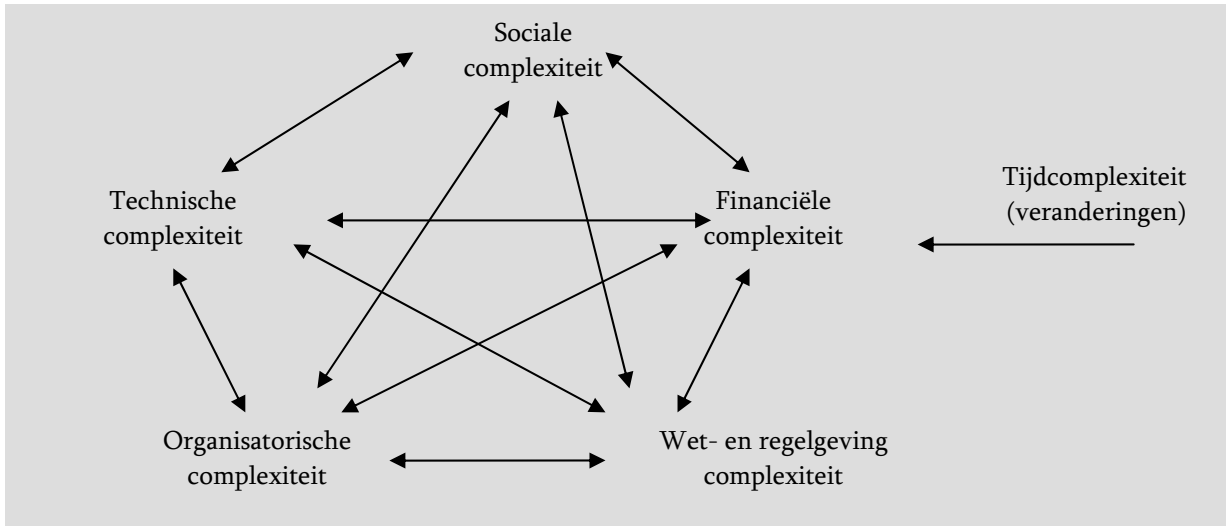 Sociale
complexiteit
Technische
complexiteit
Financiële
complexiteit
Tijdcomplexiteit
(veranderingen)
Organisatorische
complexiteit
Wet- en regelgeving
complexiteit